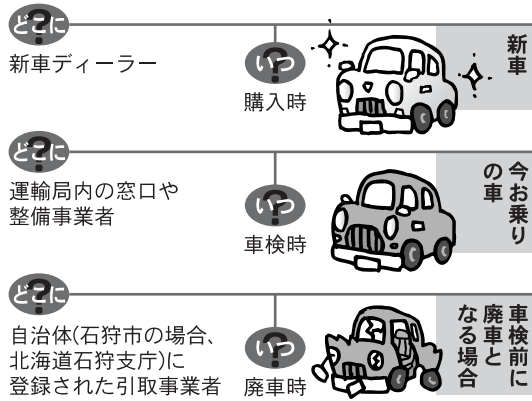 新車
いつ
購入時
どこに
新車ディーラー
今お乗り
の車
いつ
車検時
どこに
運輸局内の窓口や
整備事業者
車検前に
廃車と
なる場合
いつ
廃車時
どこに
自治体(石狩市の場合、
北海道石狩支庁)に
登録された引取事業者